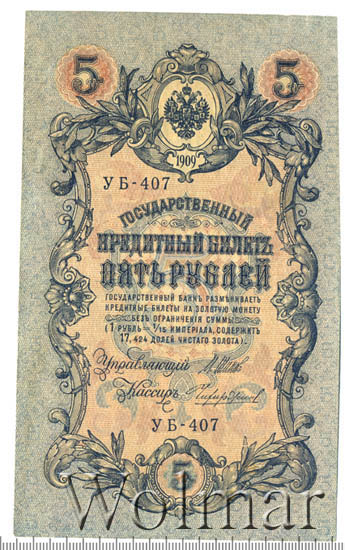 5 5
1909
УБ-407
ГОСУДАРСТВЕННЫЙ
КРЕДИТНЫЙ БИЛЕТЪ
ПЯТЬ РУБЛЕЙ
ГОСУДАРСТВЕННЫЙ БАНКЪ РАЗМѢНИВАЕТЪ
КРЕДИТНЫЕ БИЛЕТЫ НА ЗОЛОТУЮ МОНЕТУ
БЕЗЪ ОГРАНИЧЕНІЯ СУММЫ
(1 РУБЛЬ = 1/15 ИМПЕРІАЛА, СОДЕРЖИТЪ
17,424 ДОЛЕЙ ЧИСТАГО ЗОЛОТА).
Управляющій
Кассиръ
УБ-407
5
Wolmar